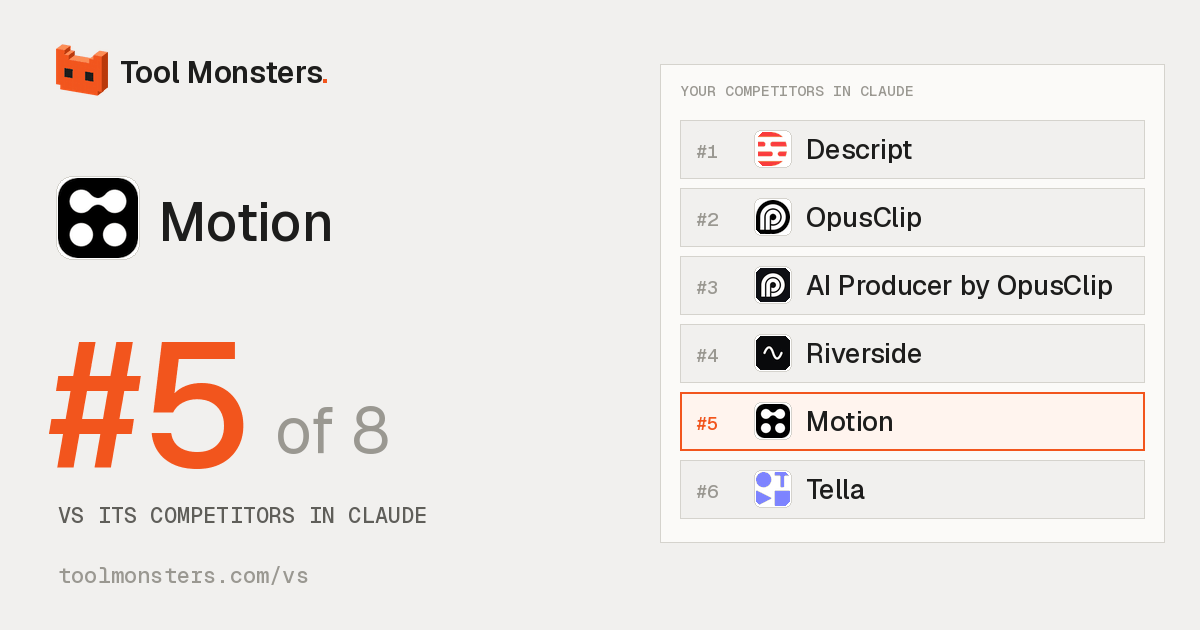 Tool Monsters.
Motion
#5 of 8
VS ITS COMPETITORS IN CLAUDE
toolmonsters.com/vs
YOUR COMPETITORS IN CLAUDE
#1 Descript
#2 OpusClip
#3 AI Producer by OpusClip
#4 Riverside
#5 Motion
#6 Tella